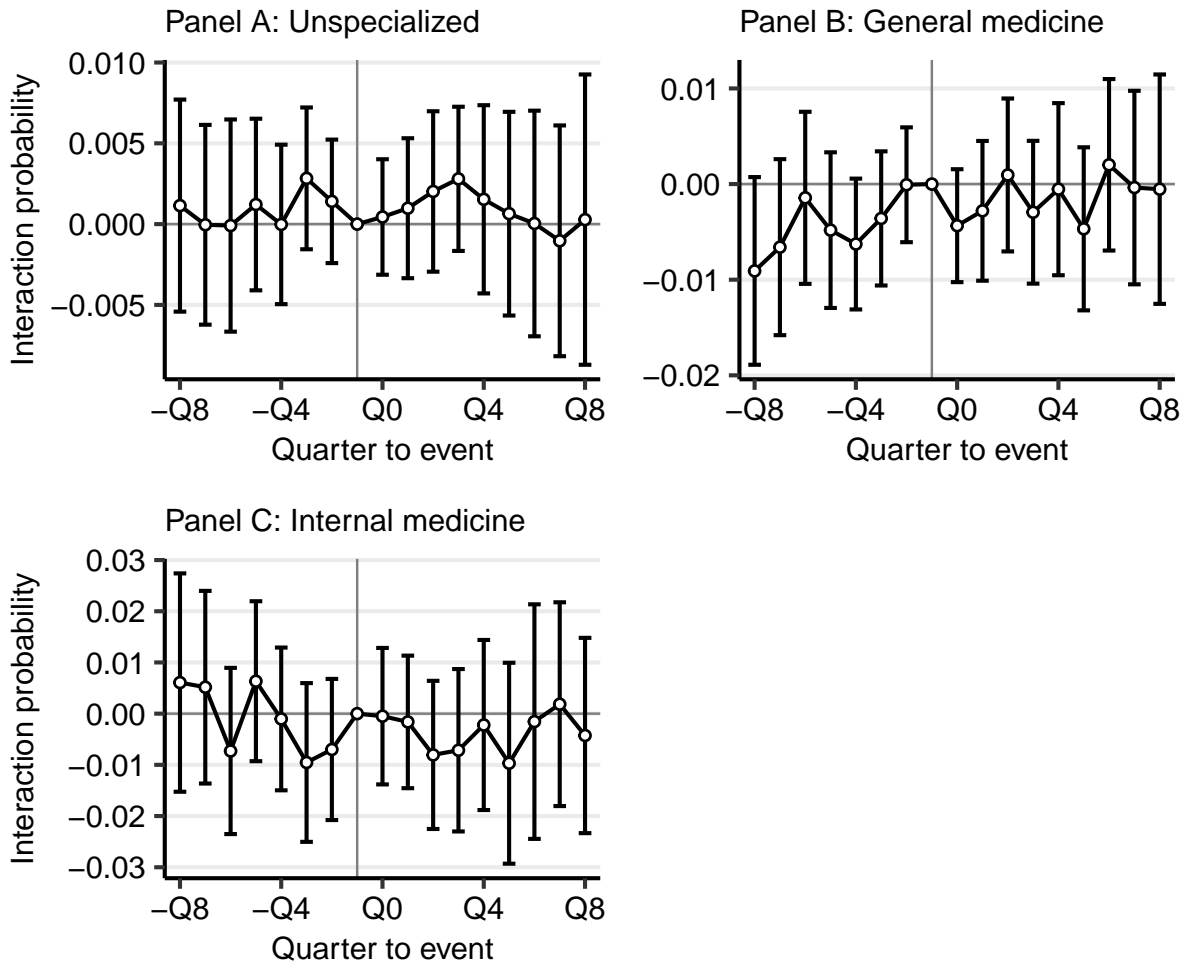 Panel A: Unspecialized
Interaction probability
0.010
0.005
0.000
−0.005
−Q8 −Q4 Q0 Q4 Q8
Quarter to event
Panel B: General medicine
0.01
0.00
−0.01
−0.02
−Q8 −Q4 Q0 Q4 Q8
Quarter to event
Panel C: Internal medicine
Interaction probability
0.03
0.02
0.01
0.00
−0.01
−0.02
−0.03
−Q8 −Q4 Q0 Q4 Q8
Quarter to event